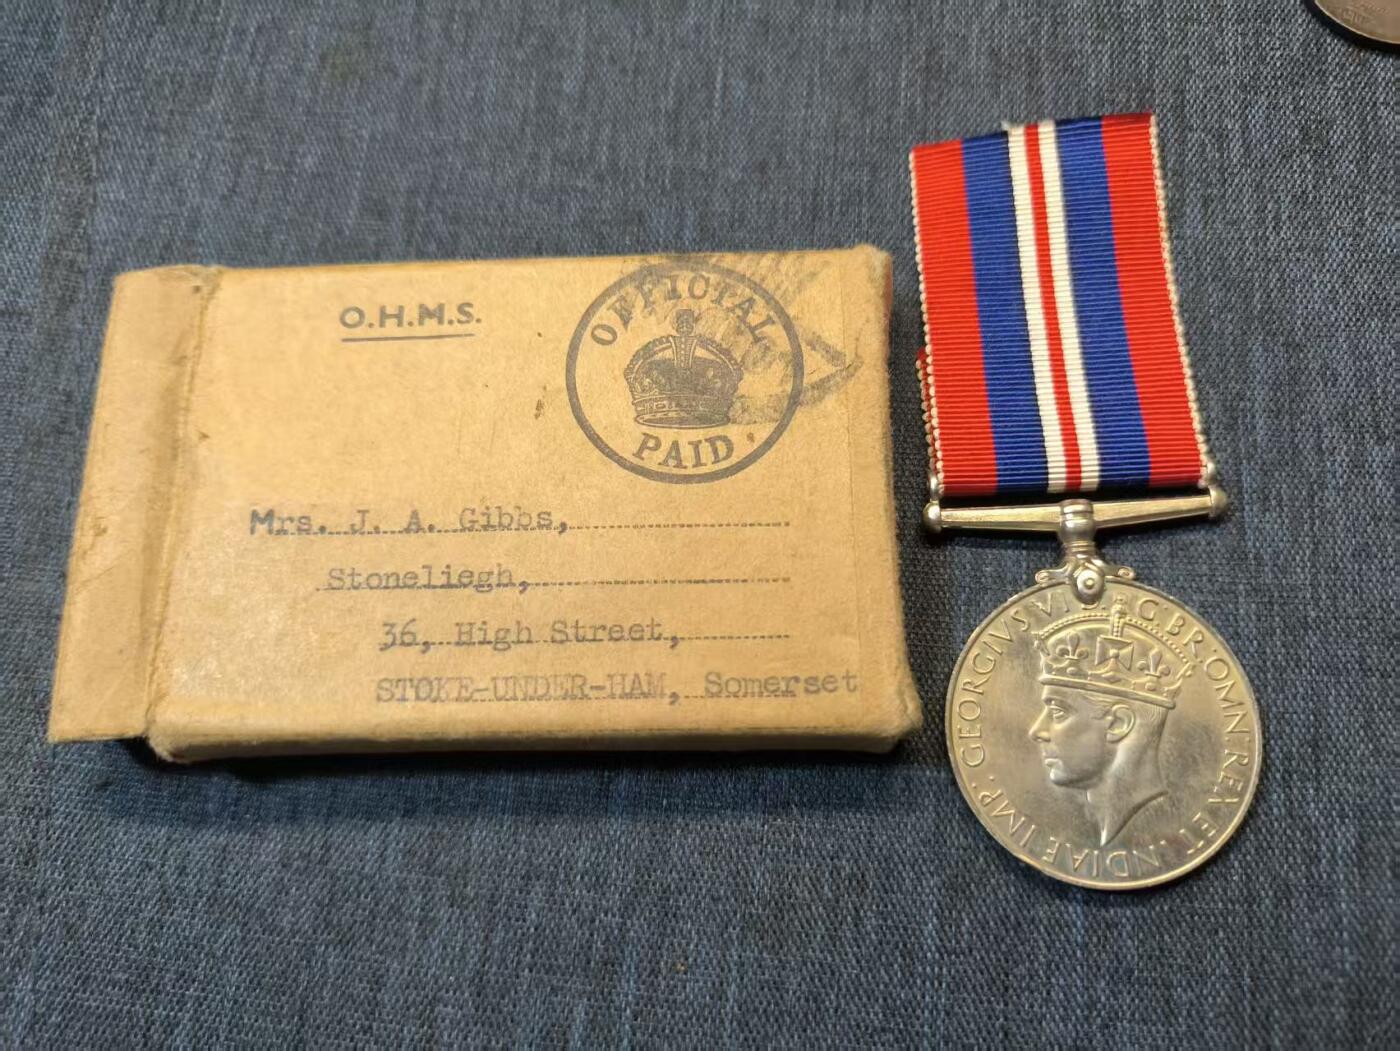 O.H.M.S.
OFFICIAL
PAID
Mrs. J. A. Gibbs,
Stoneliegh,
36, High Street,
STOKE-UNDER-HAM, Somerset
GEORGIVS VI D:G:BR:OMN:REX ET INDIAE IMP.